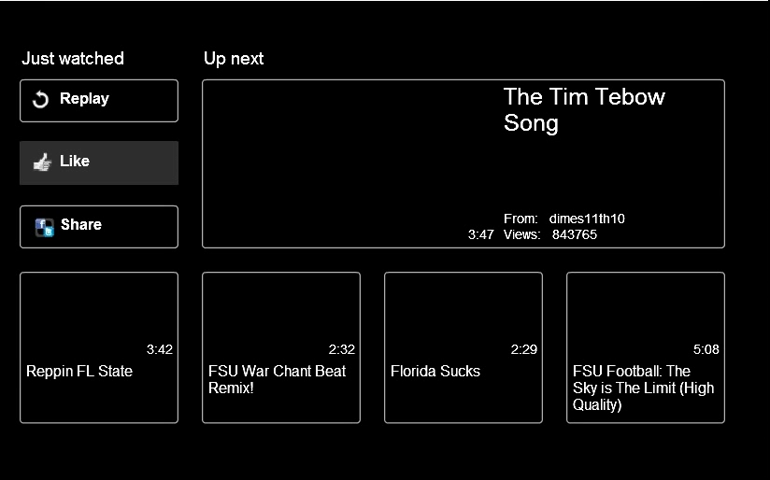 Just watched
Up next
Replay
Like
Share
The Tim Tebow
Song
From: dimes11th10
3:47 Views: 843765
3:42
Reppin FL State
2:32
FSU War Chant Beat
Remix!
2:29
Florida Sucks
5:08
FSU Football: The
Sky is The Limit (High
Quality)